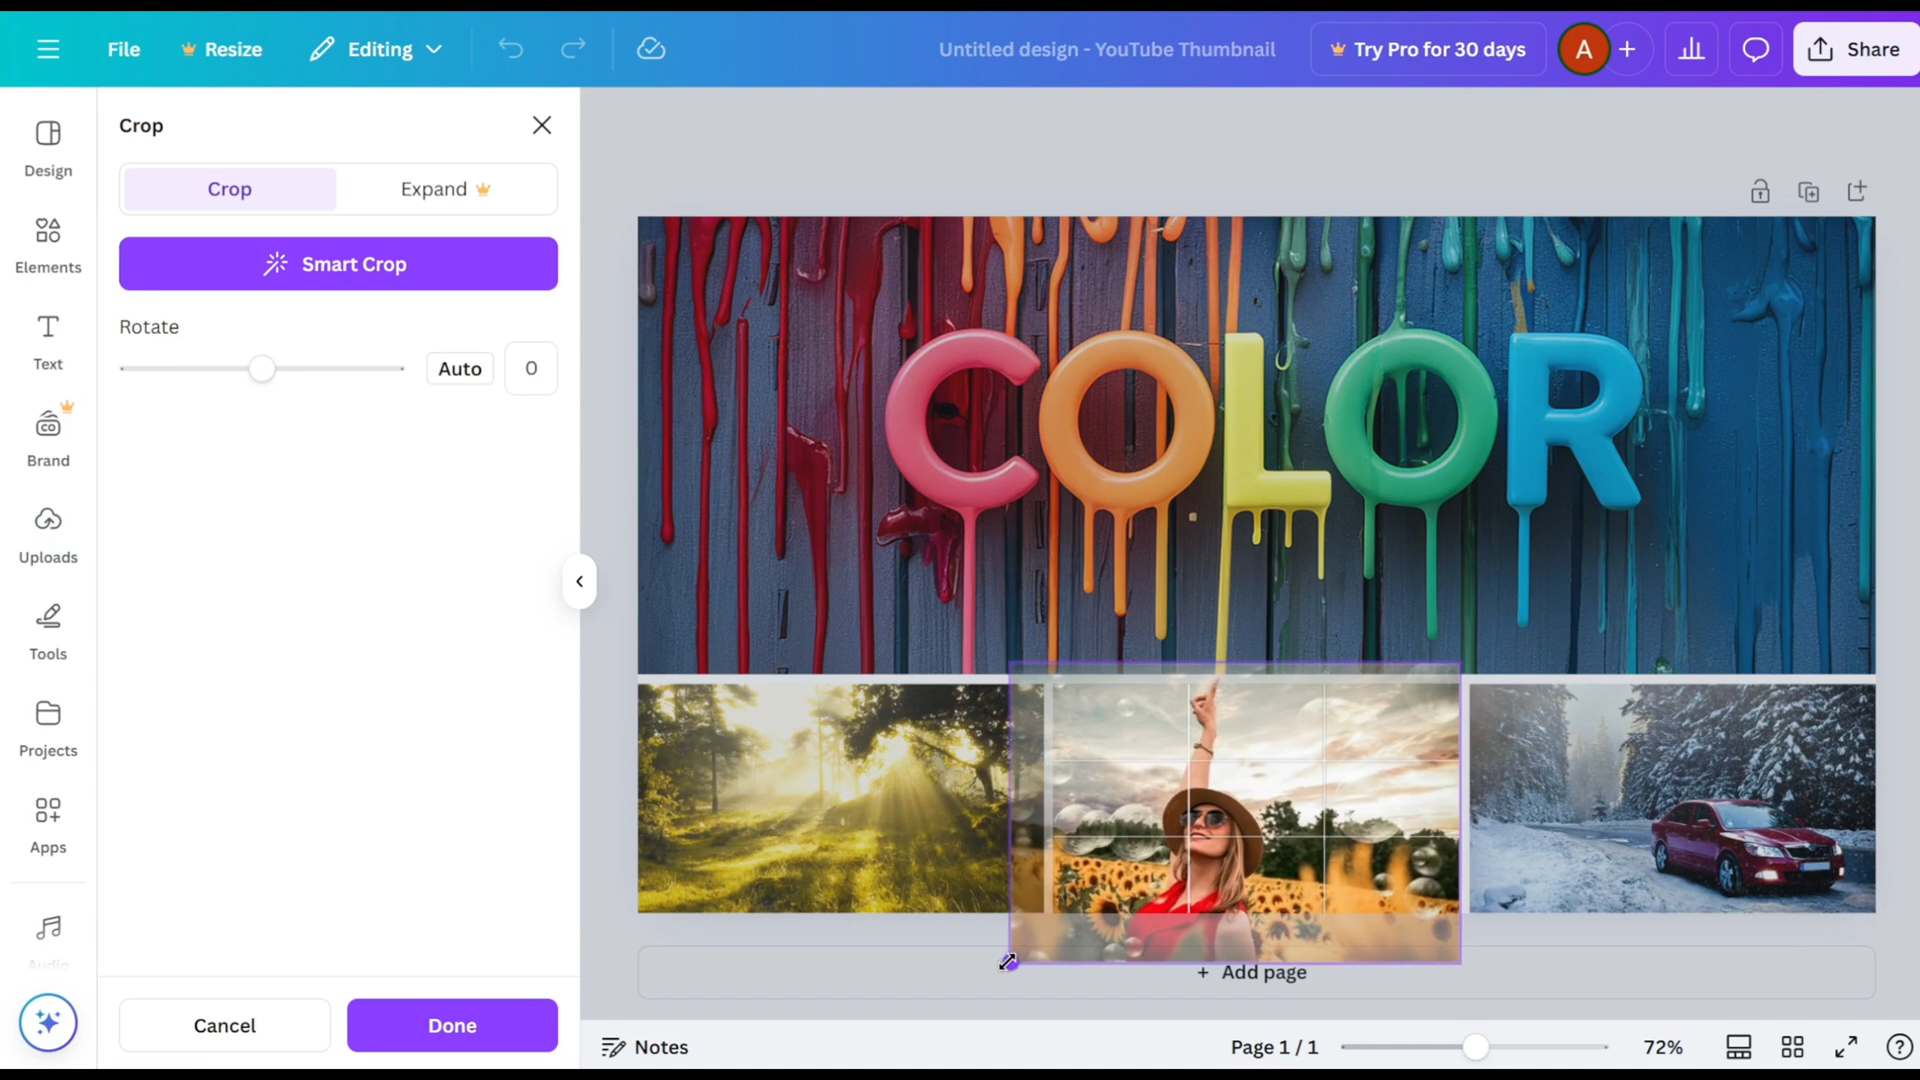 File
Resize
Editing
Untitled design - YouTube Thumbnail
Try Pro for 30 days
A
Share
Design
Elements
Text
CO
Brand
Uploads
Tools
Projects
Apps
Audio
Crop
Crop
Expand
Smart Crop
Rotate
Auto
0
Cancel
Done
COLOR
+ Add page
Notes
Page 1 / 1
72%